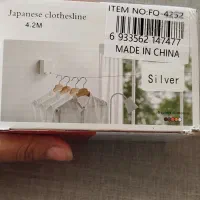 Japanese clothesline
4.2M
ITEM NO:FO-4252
6 933562 147477
MADE IN CHINA
Silver